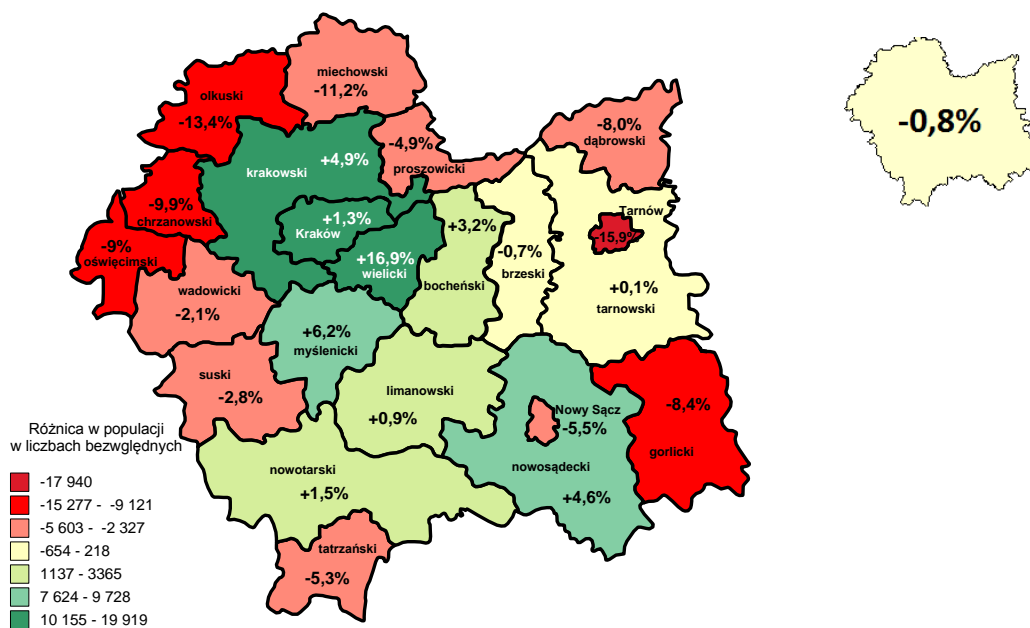 miechowski
-11,2%
olkuski
-13,4%
-8,0%
dąbrowski
-0,8%
-4,9%
proszowicki
+4,9%
krakowski
-9,9%
chrzanowski
+1,3%
Kraków
+3,2%
bocheński
Tarnów
-15,9%
-9%
oświęcimski
+16,9%
wielicki
-0,7%
brzeski
wadowicki
-2,1%
+0,1%
tarnowski
+6,2%
myślenicki
suski
-2,8%
limanowski
+0,9%
Nowy Sącz
-5,5%
-8,4%
gorlicki
nowosądecki
+4,6%
nowotarski
+1,5%
tatrzański
-5,3%
Różnica w populacji
w liczbach bezwględnych
-17 940
-15 277 - -9 121
-5 603 - -2 327
-654 - 218
1137 - 3365
7 624 - 9 728
10 155 - 19 919